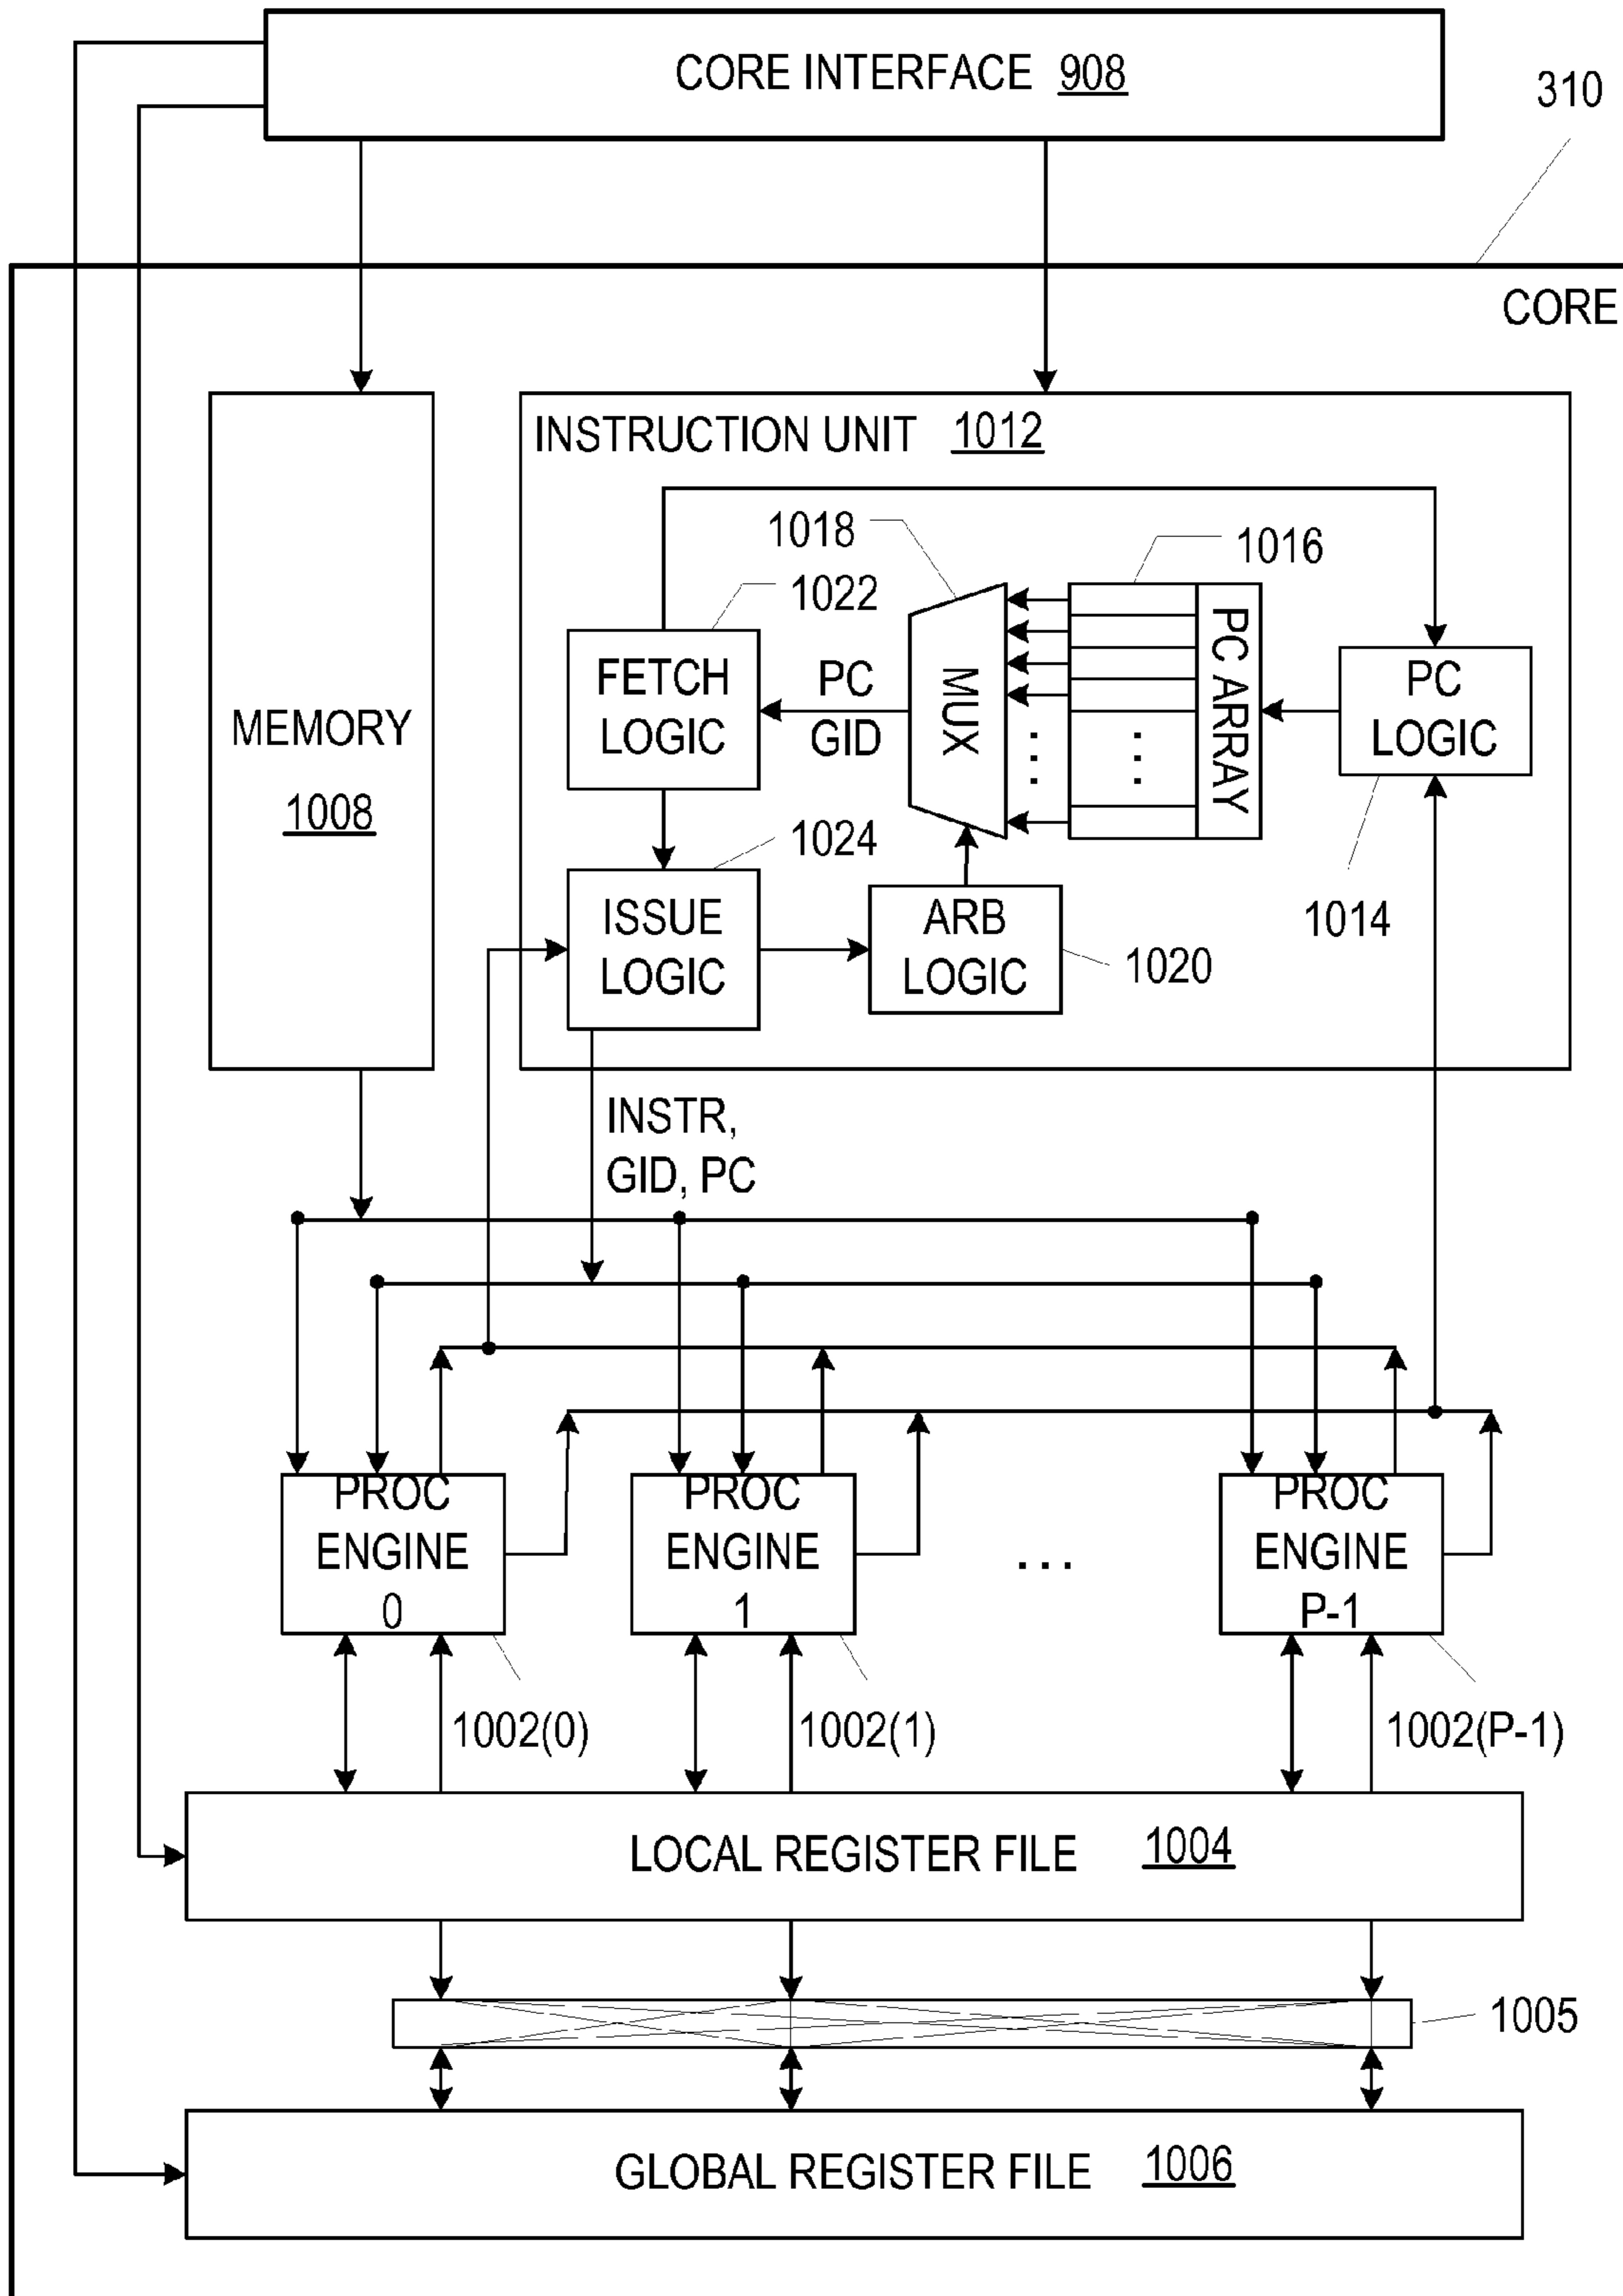 CORE INTERFACE 908
310
CORE
INSTRUCTION UNIT 1012
1018
1016
1022
FETCH
LOGIC
PC
GID
MUX
PC ARRAY
PC
LOGIC
MEMORY
1008
1024
1014
ISSUE
LOGIC
ARB
LOGIC
1020
INSTR,
GID, PC
PROC
ENGINE
0
PROC
ENGINE
1
...
PROC
ENGINE
P-1
1002(0)
1002(1)
1002(P-1)
LOCAL REGISTER FILE 1004
1005
GLOBAL REGISTER FILE 1006